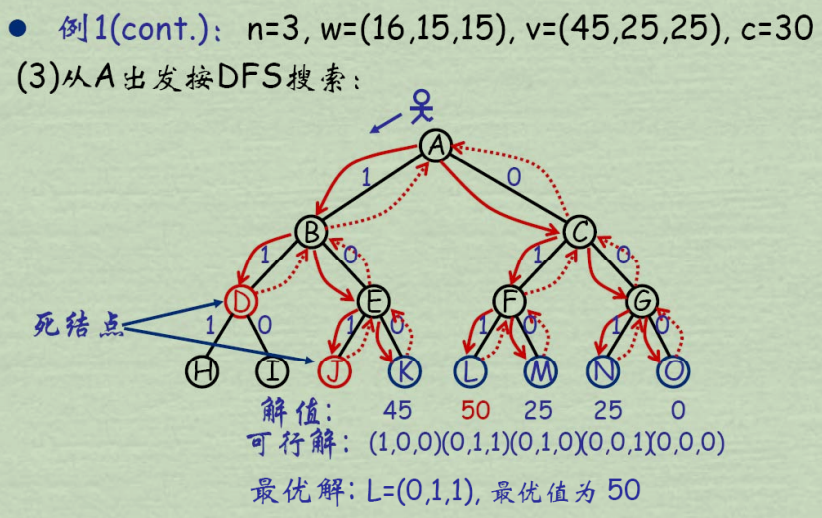 ● 例1(cont.): n=3, w=(16,15,15), v=(45,25,25), c=30
(3)从A出发按DFS搜索:
A
1 0
B C
1 0 1 0
D E F G
死结点
1 0 1 0 1 0 1 0
H I J K L M N O
解值: 45 50 25 25 0
可行解: (1,0,0)(0,1,1)(0,1,0)(0,0,1)(0,0,0)
最优解: L=(0,1,1), 最优值为 50